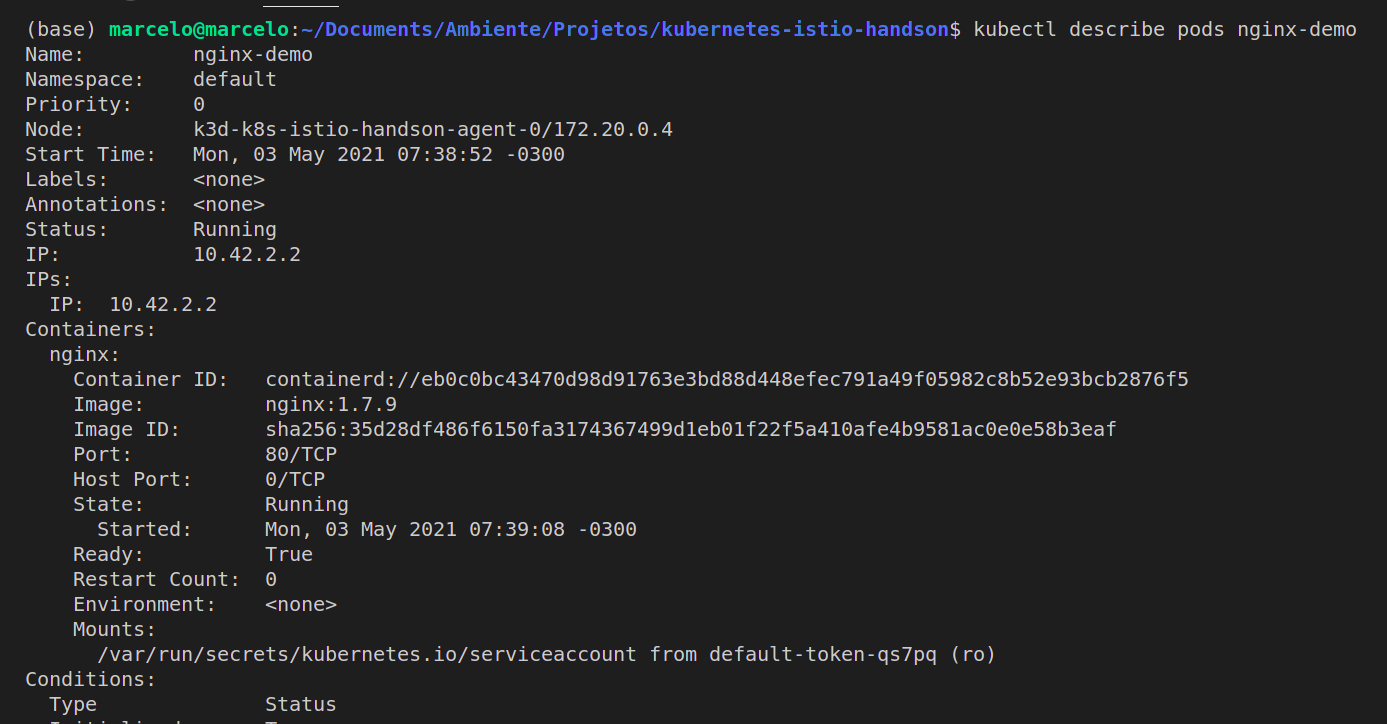 (base) marcelo@marcelo:~/Documents/Ambiente/Projetos/kubernetes-istio-handson$ kubectl describe pods nginx-demo
Name:         nginx-demo
Namespace:    default
Priority:     0
Node:         k3d-k8s-istio-handson-agent-0/172.20.0.4
Start Time:   Mon, 03 May 2021 07:38:52 -0300
Labels:       <none>
Annotations:  <none>
Status:       Running
IP:           10.42.2.2
IPs:
  IP:  10.42.2.2
Containers:
  nginx:
    Container ID:   containerd://eb0c0bc43470d98d91763e3bd88d448efec791a49f05982c8b52e93bcb2876f5
    Image:          nginx:1.7.9
    Image ID:       sha256:35d28df486f6150fa3174367499d1eb01f22f5a410afe4b9581ac0e0e58b3eaf
    Port:           80/TCP
    Host Port:      0/TCP
    State:          Running
      Started:      Mon, 03 May 2021 07:39:08 -0300
    Ready:          True
    Restart Count:  0
    Environment:    <none>
    Mounts:
      /var/run/secrets/kubernetes.io/serviceaccount from default-token-qs7pq (ro)
Conditions:
  Type              Status